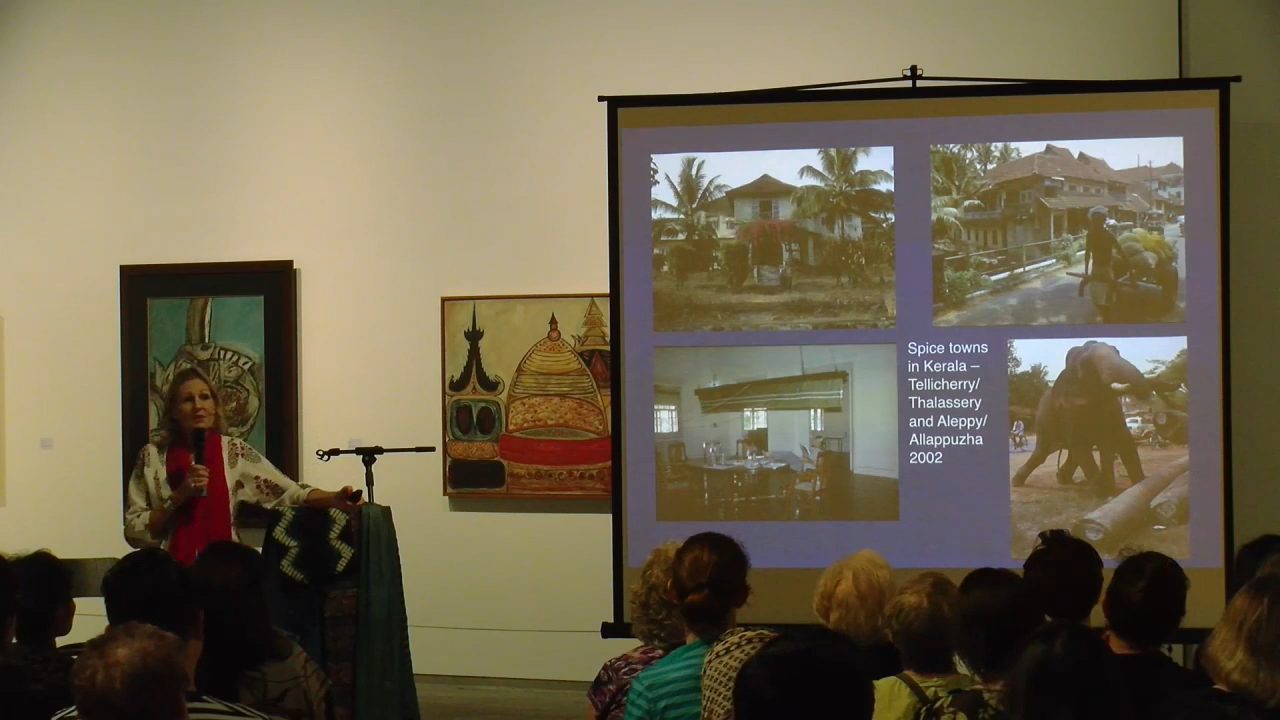 Spice towns
in Kerala –
Tellicherry/
Thalassery
and Aleppy/
Allappuzha
2002